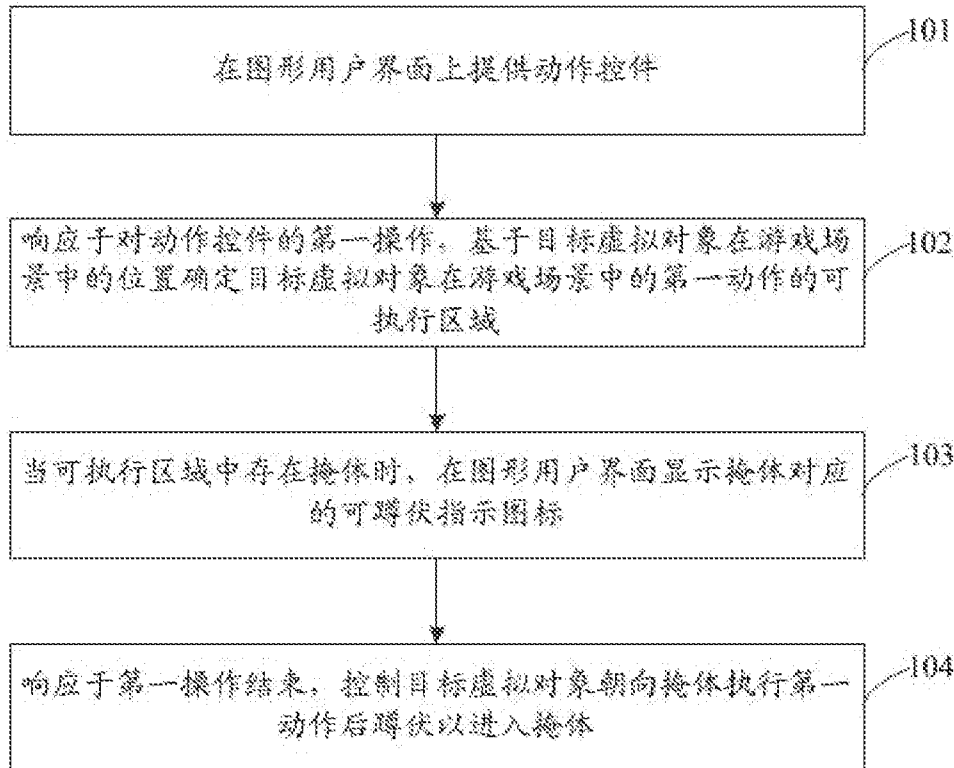 101
在图形用户界面上提供动作控件
102
响应于对动作控件的第一操作，基于目标虚拟对象在游戏场
景中的位置确定目标虚拟对象在游戏场景中的第一动作的可
执行区域
103
当可执行区域中存在掩体时，在图形用户界面显示掩体对应
的可蹲伏指示图标
104
响应于第一操作结束，控制目标虚拟对象朝向掩体执行第一
动作后蹲伏以进入掩体